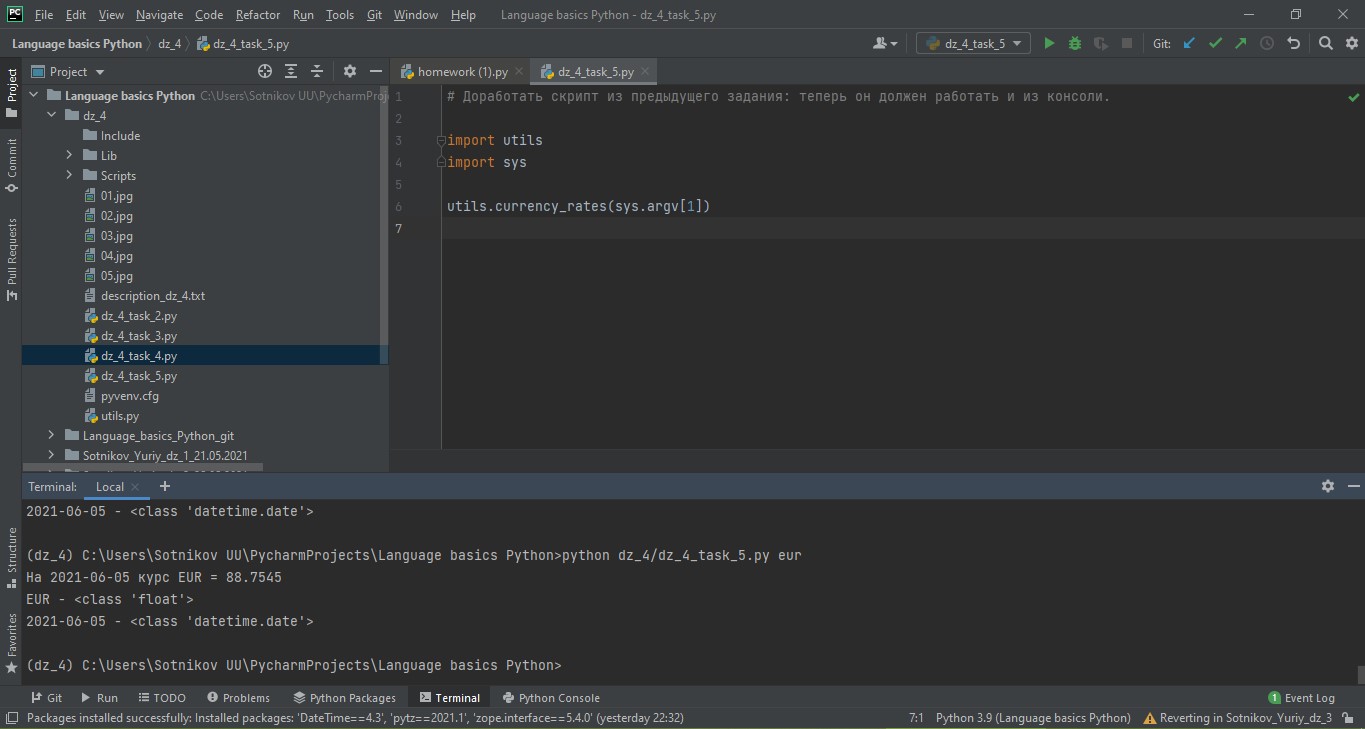 PC File Edit View Navigate Code Refactor Run Tools Git Window Help Language basics Python - dz_4_task_5.py
Language basics Python dz_4 dz_4_task_5.py dz_4_task_5 Git:
Project homework (1).py dz_4_task_5.py
Project
Commit
Pull Requests
Language basics Python C:\Users\Sotnikov UU\PycharmProj
dz_4
Include
Lib
Scripts
01.jpg
02.jpg
03.jpg
04.jpg
05.jpg
description_dz_4.txt
dz_4_task_2.py
dz_4_task_3.py
dz_4_task_4.py
dz_4_task_5.py
pyvenv.cfg
utils.py
Language_basics_Python_git
Sotnikov_Yuriy_dz_1_21.05.2021
1 # Доработать скрипт из предыдущего задания: теперь он должен работать и из консоли.
2
3 import utils
4 import sys
5
6 utils.currency_rates(sys.argv[1])
7
Terminal: Local
2021-06-05 - <class 'datetime.date'>
(dz_4) C:\Users\Sotnikov UU\PycharmProjects\Language basics Python>python dz_4/dz_4_task_5.py eur
На 2021-06-05 курс EUR = 88.7545
EUR - <class 'float'>
2021-06-05 - <class 'datetime.date'>
(dz_4) C:\Users\Sotnikov UU\PycharmProjects\Language basics Python>
Structure
Favorites
Git Run TODO Problems Python Packages Terminal Python Console 1 Event Log
Packages installed successfully: Installed packages: 'DateTime==4.3', 'pytz==2021.1', 'zope.interface==5.4.0' (yesterday 22:32) 7:1 Python 3.9 (Language basics Python) Reverting in Sotnikov_Yuriy_dz_3